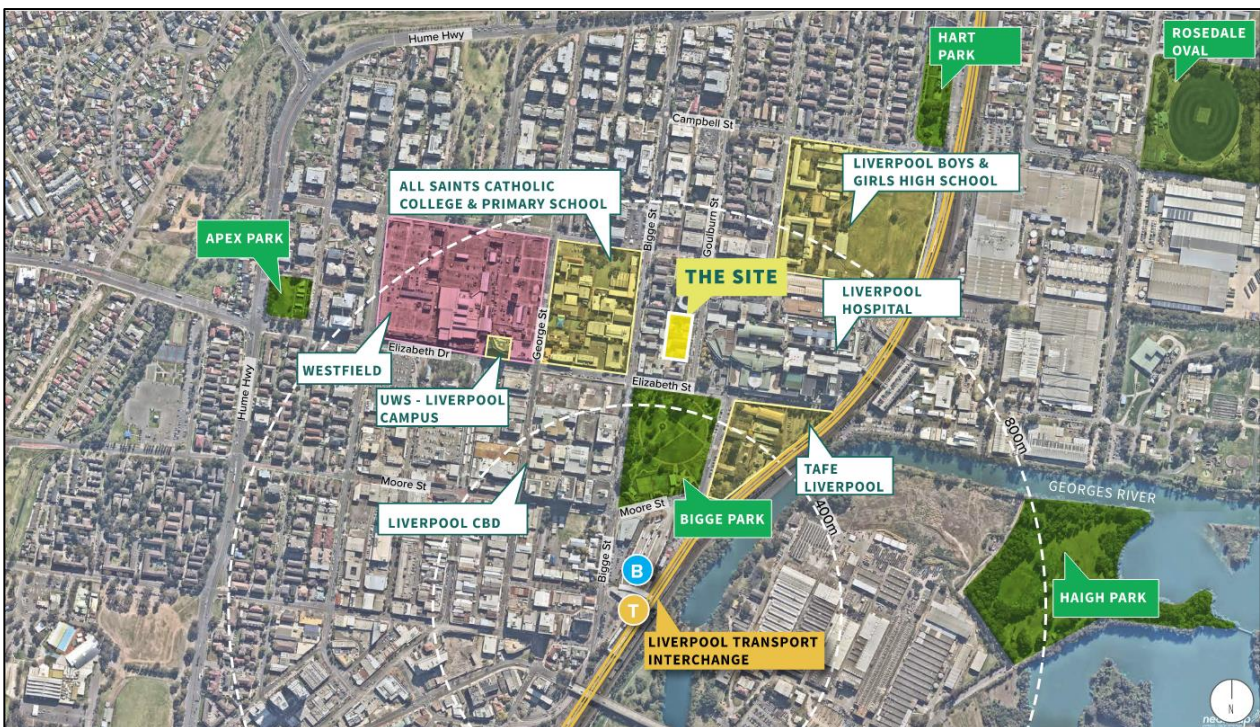 Hume Hwy
HART
PARK
ROSEDALE
OVAL
Campbell St
LIVERPOOL BOYS &
GIRLS HIGH SCHOOL
ALL SAINTS CATHOLIC
COLLEGE & PRIMARY SCHOOL
Bigge St
Goulburn St
APEX PARK
THE SITE
LIVERPOOL
HOSPITAL
George St
Elizabeth Dr
WESTFIELD
Elizabeth St
UWS - LIVERPOOL
CAMPUS
Hume Hwy
800m
TAFE
LIVERPOOL
Moore St
GEORGES RIVER
LIVERPOOL CBD
Moore St
BIGGE PARK
400m
Bigge St
B
HAIGH PARK
T
LIVERPOOL TRANSPORT
INTERCHANGE
N